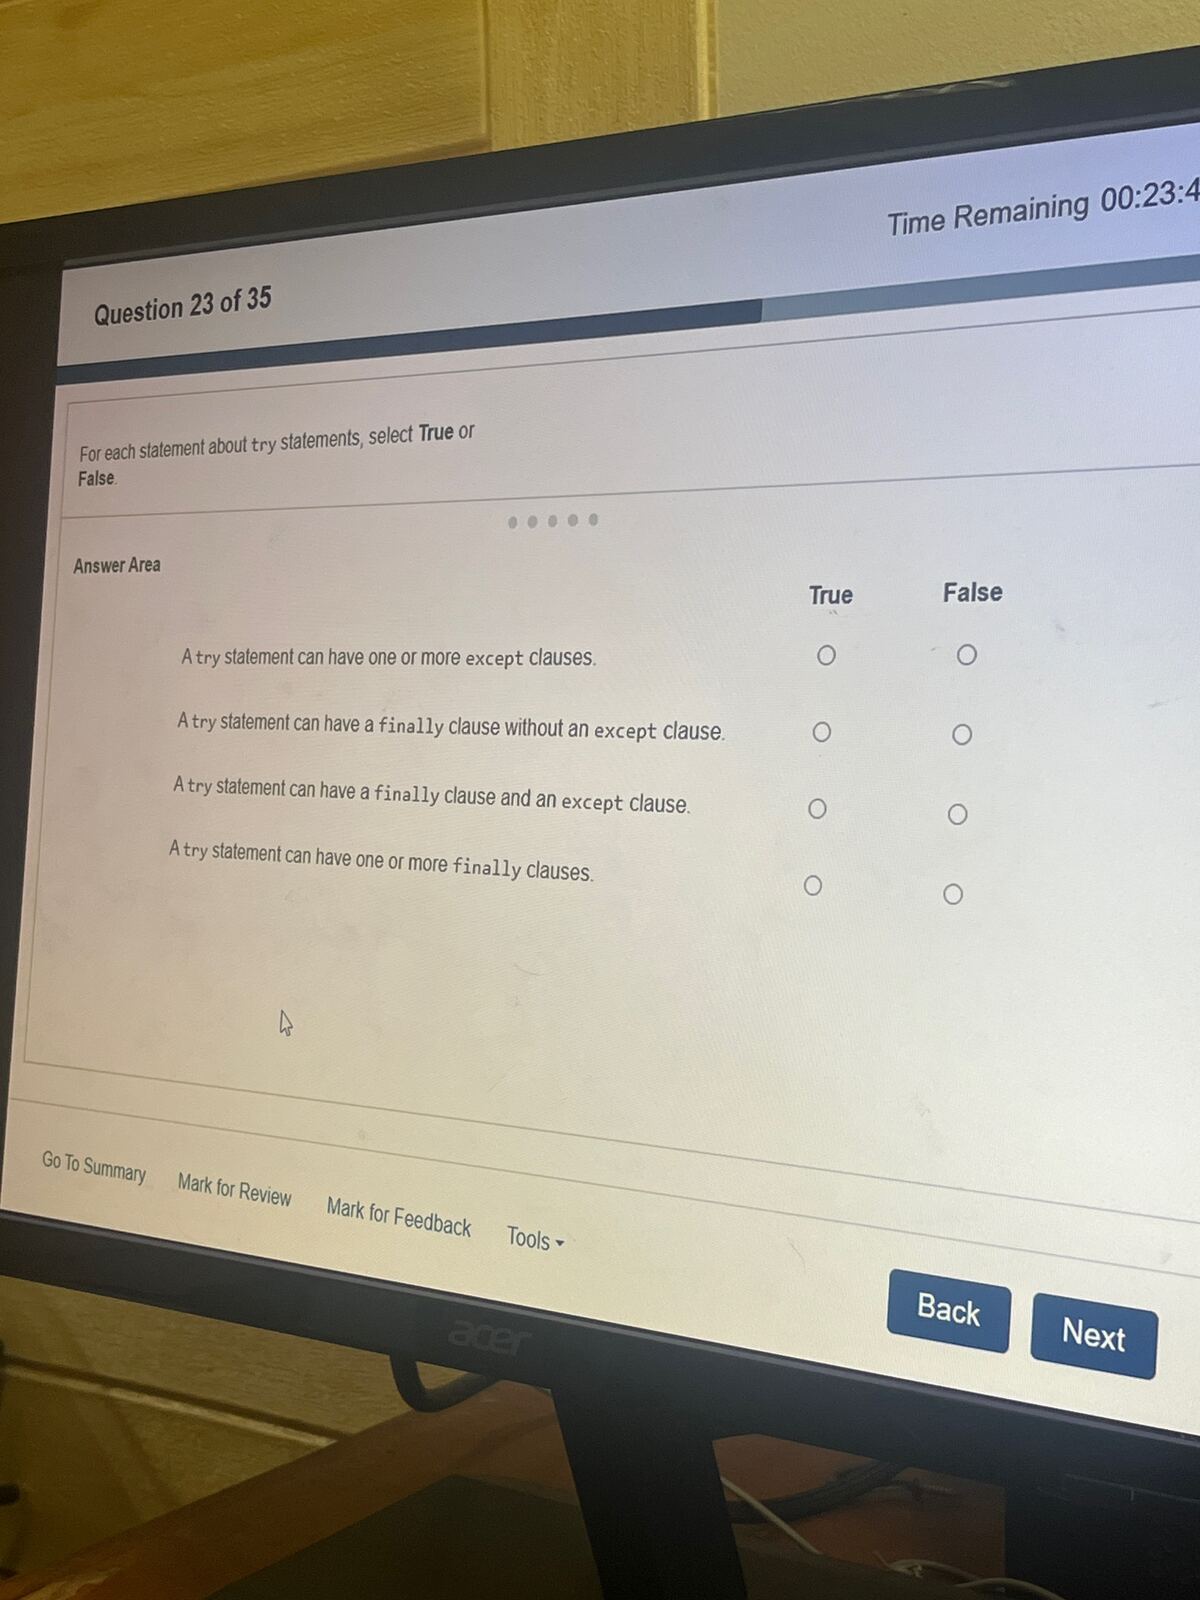 Time Remaining 00:23:4
Question 23 of 35
For each statement about try statements, select True or
False.
Answer Area
True False
A try statement can have one or more except clauses.
A try statement can have a finally clause without an except clause.
A try statement can have a finally clause and an except clause.
A try statement can have one or more finally clauses.
Go To Summary Mark for Review Mark for Feedback Tools
Back Next
acer